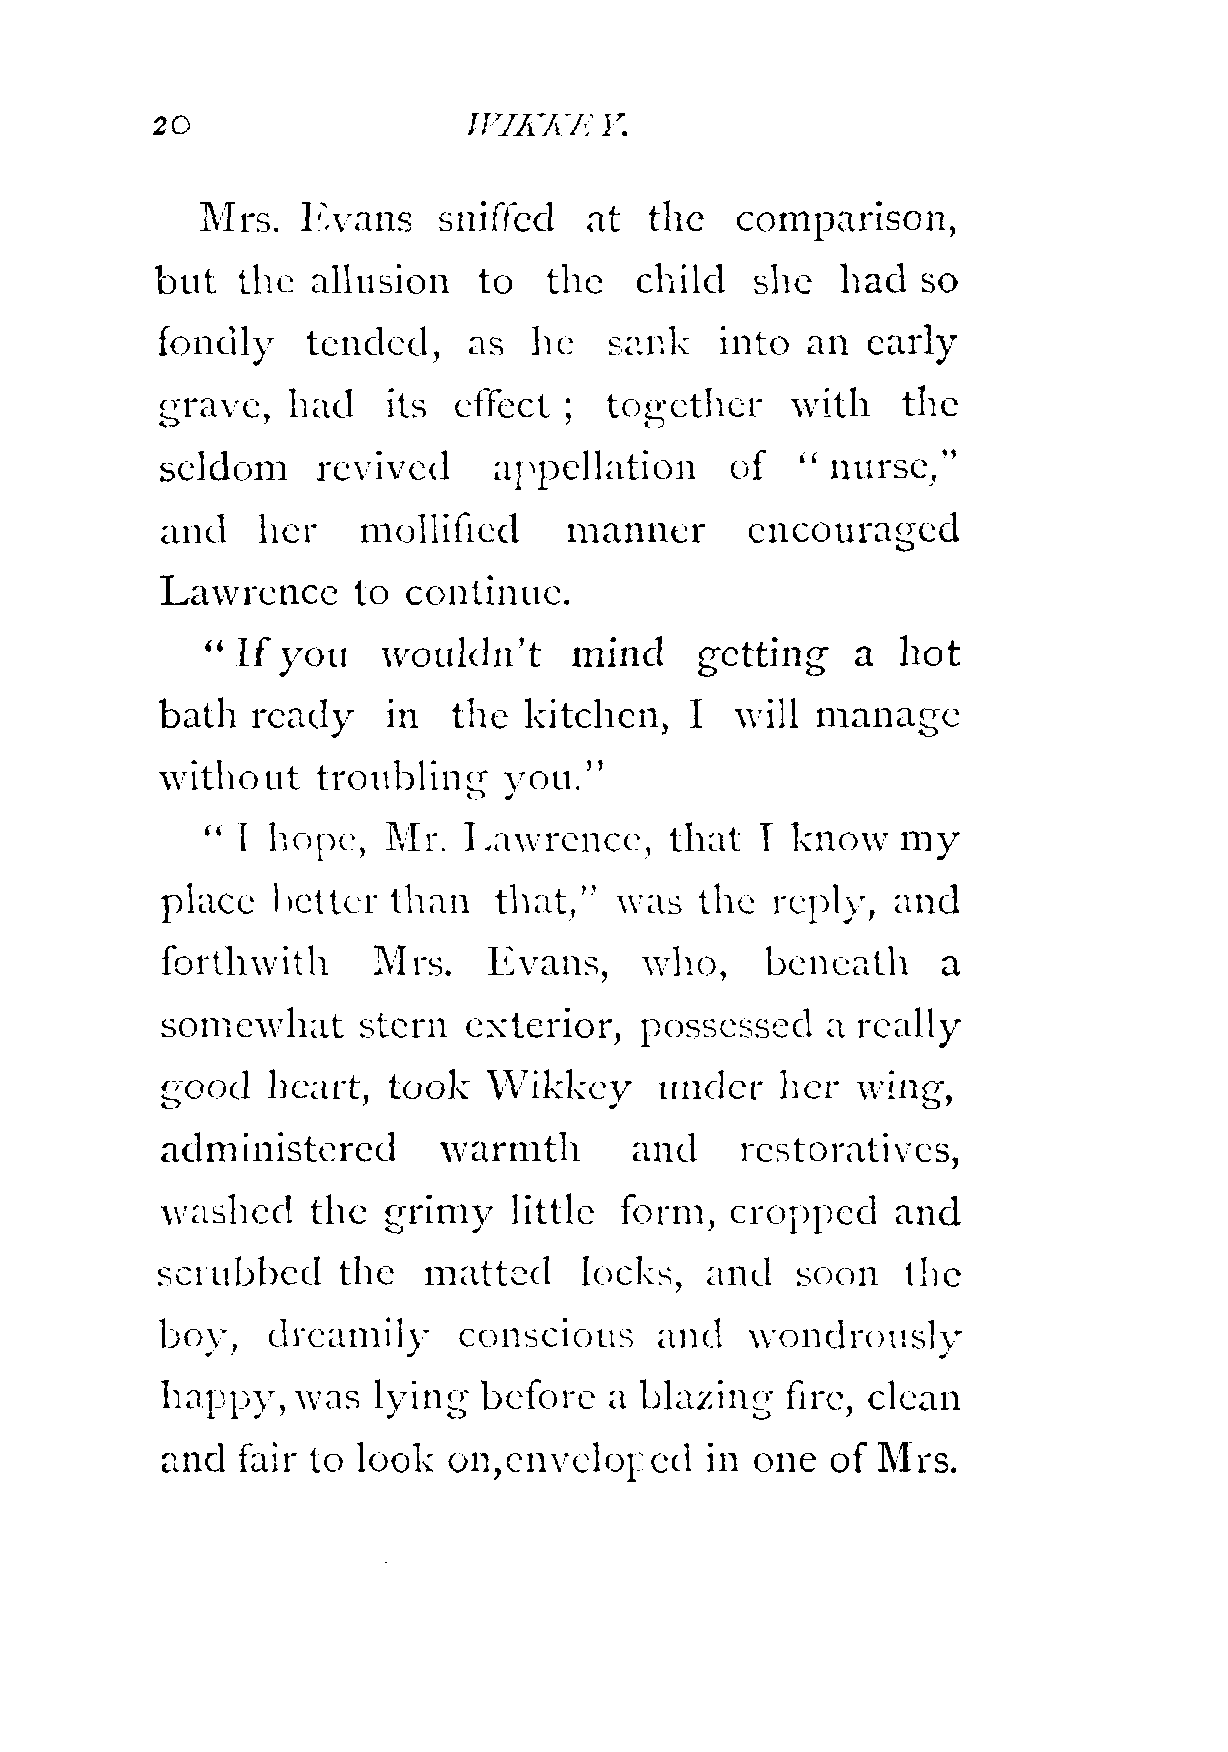 20 WIKKEY.
Mrs. Evans sniffed at the comparison,
but the allusion to the child she had so
fondly tended, as he sank into an early
grave, had its effect ; together with the
seldom revived appellation of “ nurse,”
and her mollified manner encouraged
Lawrence to continue.
“ If you wouldn’t mind getting a hot
bath ready in the kitchen, I will manage
without troubling you.”
“ I hope, Mr. Lawrence, that I know my
place better than that,” was the reply, and
forthwith Mrs. Evans, who, beneath a
somewhat stern exterior, possessed a really
good heart, took Wikkey under her wing,
administered warmth and restoratives,
washed the grimy little form, cropped and
scrubbed the matted locks, and soon the
boy, dreamily conscious and wondrously
happy, was lying before a blazing fire, clean
and fair to look on,enveloped in one of Mrs.